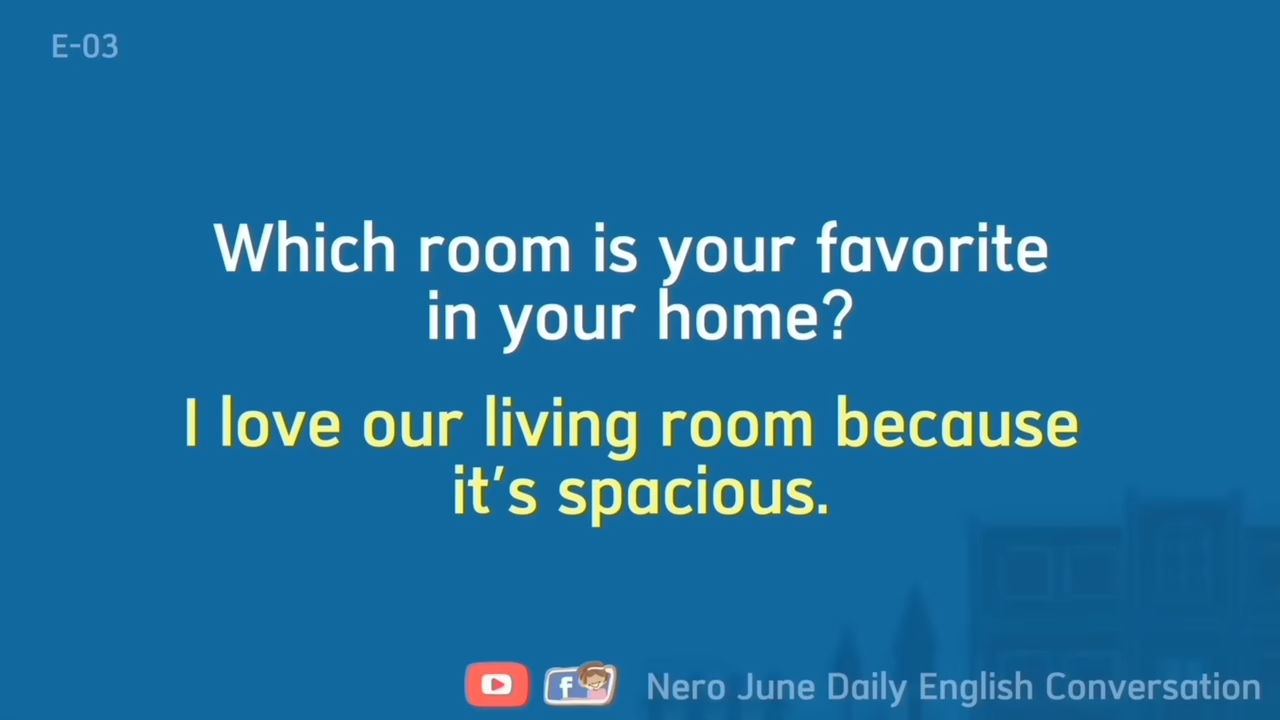 E-03
Which room is your favorite
in your home?
I love our living room because
it's spacious.
f
Nero June Daily English Conversation